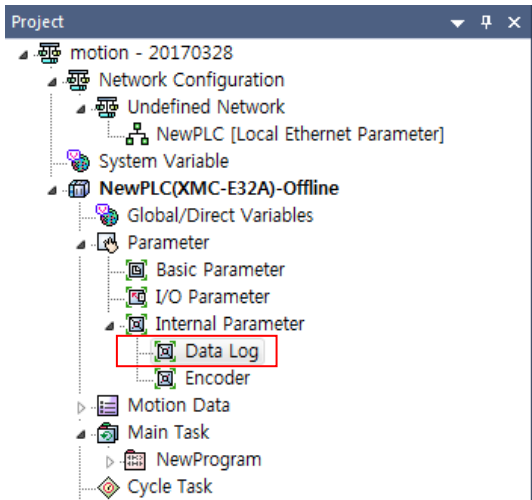 Project
motion - 20170328
Network Configuration
Undefined Network
NewPLC [Local Ethernet Parameter]
System Variable
NewPLC(XMC-E32A)-Offline
Global/Direct Variables
Parameter
Basic Parameter
I/O Parameter
Internal Parameter
Data Log
Encoder
Motion Data
Main Task
NewProgram
Cycle Task